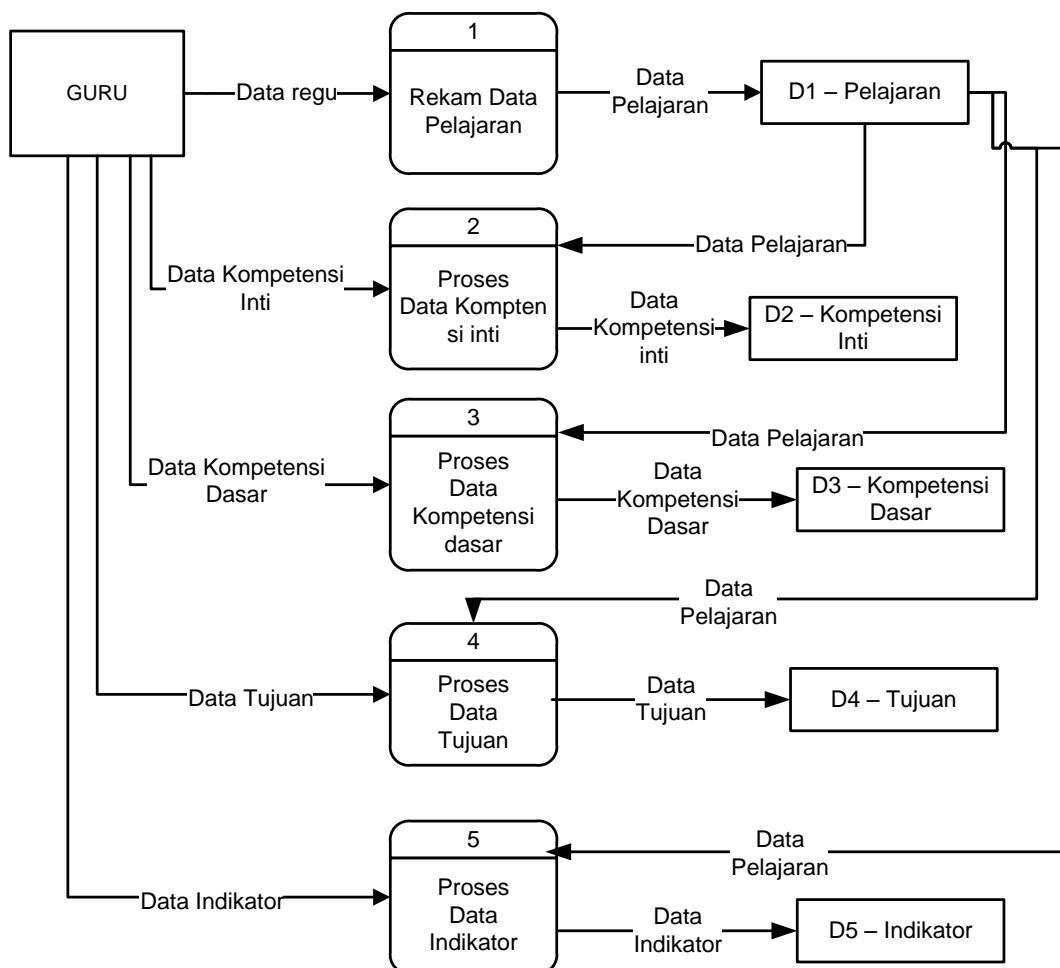 1
GURU
Data regu
Rekam Data
Pelajaran
Data
Pelajaran
D1 – Pelajaran
2
Data Pelajaran
Data Kompetensi
Inti
Proses
Data Kompten
si inti
Data
Kompetensi
inti
D2 – Kompetensi
Inti
3
Data Pelajaran
Data Kompetensi
Dasar
Proses
Data
Kompetensi
dasar
Data
Kompetensi
Dasar
D3 – Kompetensi
Dasar
Data
Pelajaran
4
Data Tujuan
Proses
Data
Tujuan
Data
Tujuan
D4 – Tujuan
5
Data
Pelajaran
Data Indikator
Proses
Data
Indikator
Data
Indikator
D5 – Indikator